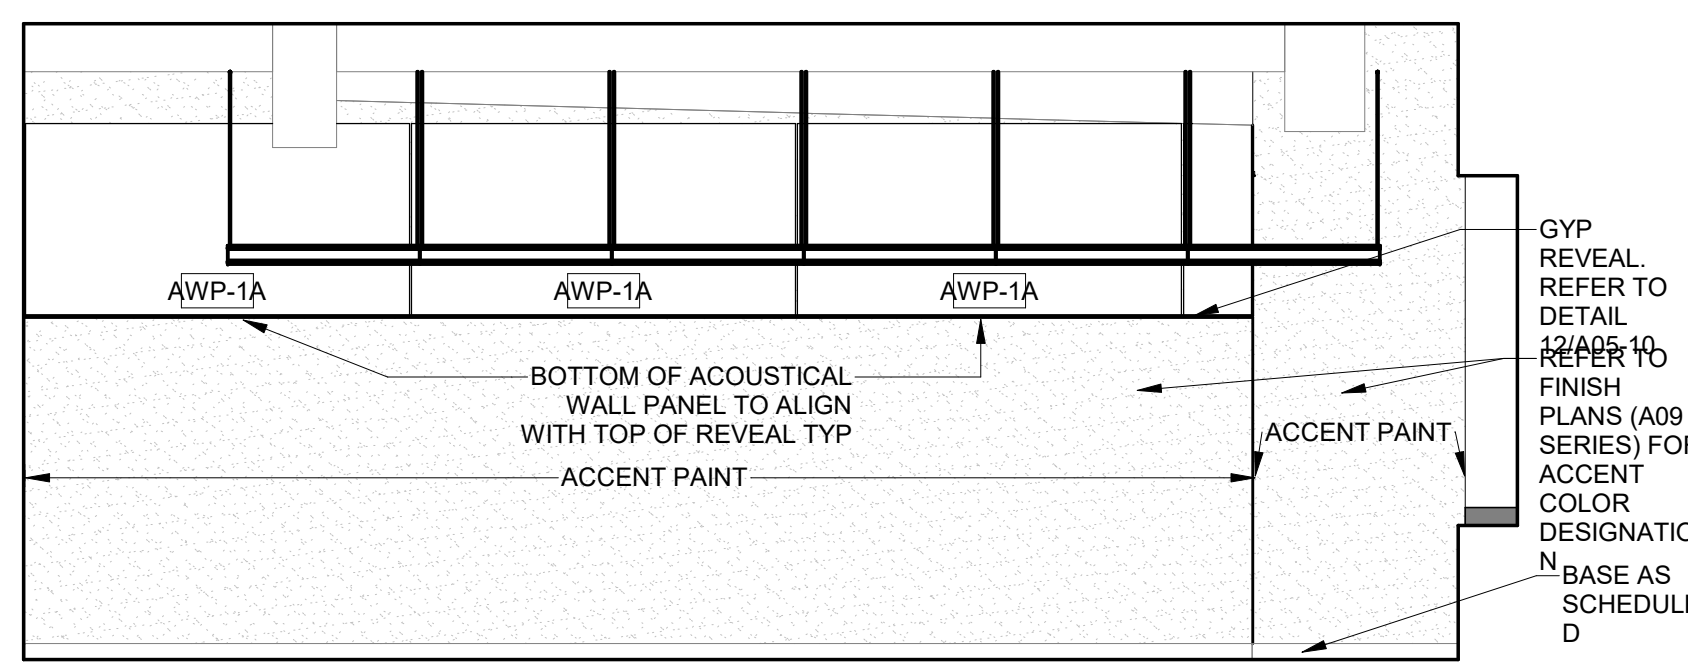 GYP
REVEAL.
REFER TO
DETAIL
12/A05-10
AWP-1A
AWP-1A
AWP-1A
BOTTOM OF ACOUSTICAL
WALL PANEL TO ALIGN
WITH TOP OF REVEAL TYP
REFER TO
FINISH
PLANS (A09
SERIES) FOR
ACCENT
COLOR
DESIGNATIO
N
ACCENT PAINT
ACCENT PAINT
BASE AS
SCHEDULE
D